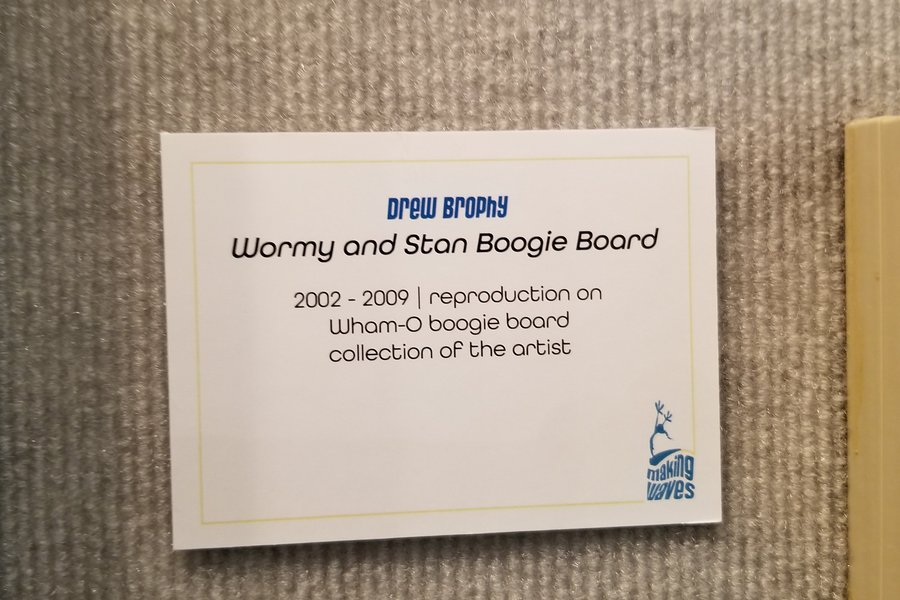 Drew Brophy
Wormy and Stan Boogie Board
2002 - 2009 | reproduction on
Wham-O boogie board
collection of the artist
making
waves